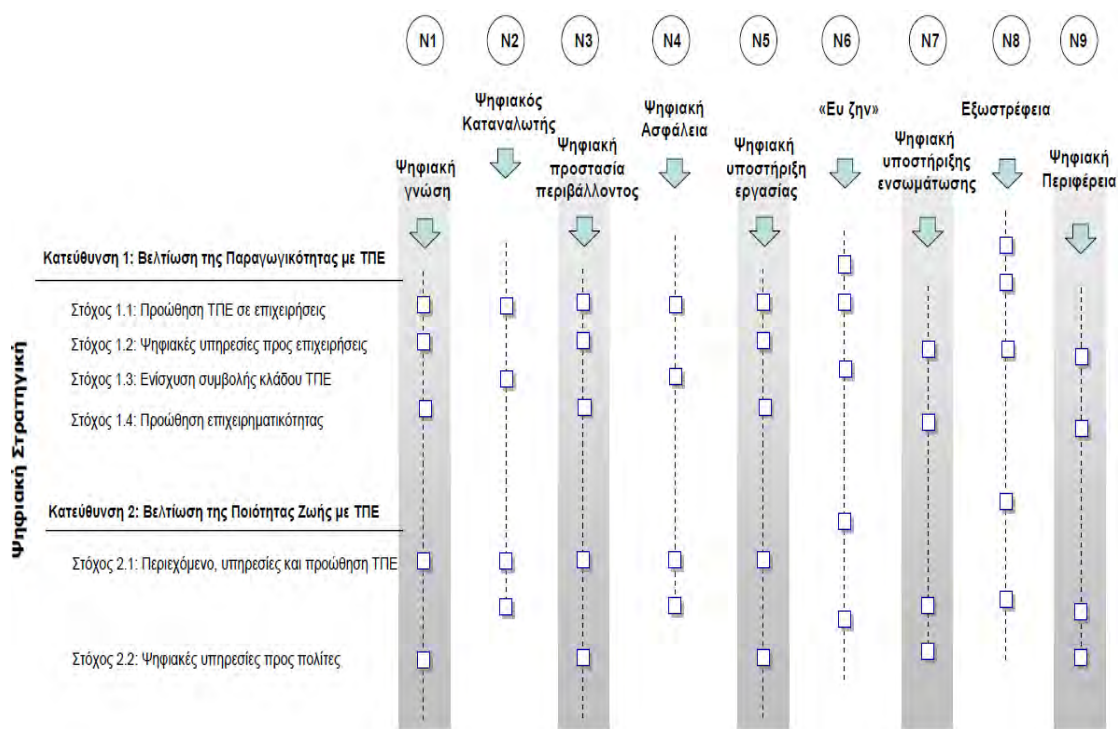 N1 N2 N3 N4 N5 N6 N7 N8 N9
Ψηφιακός
Καταναλωτής
Ψηφιακή
Ασφάλεια
«Ευ ζην»
Εξωστρέφεια
Ψηφιακή
γνώση
Ψηφιακή
προστασία
περιβάλλοντος
Ψηφιακή
υποστήριξη
εργασίας
Ψηφιακή
υποστήριξης
ενσωμάτωσης
Ψηφιακή
Περιφέρεια
Ψηφιακή Στρατηγική
Κατεύθυνση 1: Βελτίωση της Παραγωγικότητας με ΤΠΕ
Στόχος 1.1: Προώθηση ΤΠΕ σε επιχειρήσεις
Στόχος 1.2: Ψηφιακές υπηρεσίες προς επιχειρήσεις
Στόχος 1.3: Ενίσχυση συμβολής κλάδου ΤΠΕ
Στόχος 1.4: Προώθηση επιχειρηματικότητας
Κατεύθυνση 2: Βελτίωση της Ποιότητας Ζωής με ΤΠΕ
Στόχος 2.1: Περιεχόμενο, υπηρεσίες και προώθηση ΤΠΕ
Στόχος 2.2: Ψηφιακές υπηρεσίες προς πολίτες